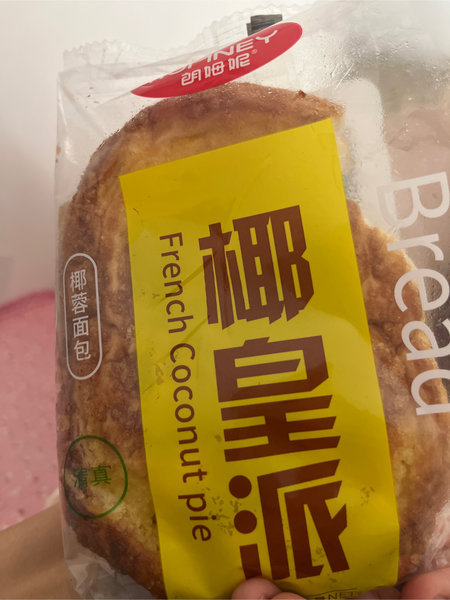 朗姆妮®
椰皇派
French Coconut pie
Bread
椰蓉面包
清真